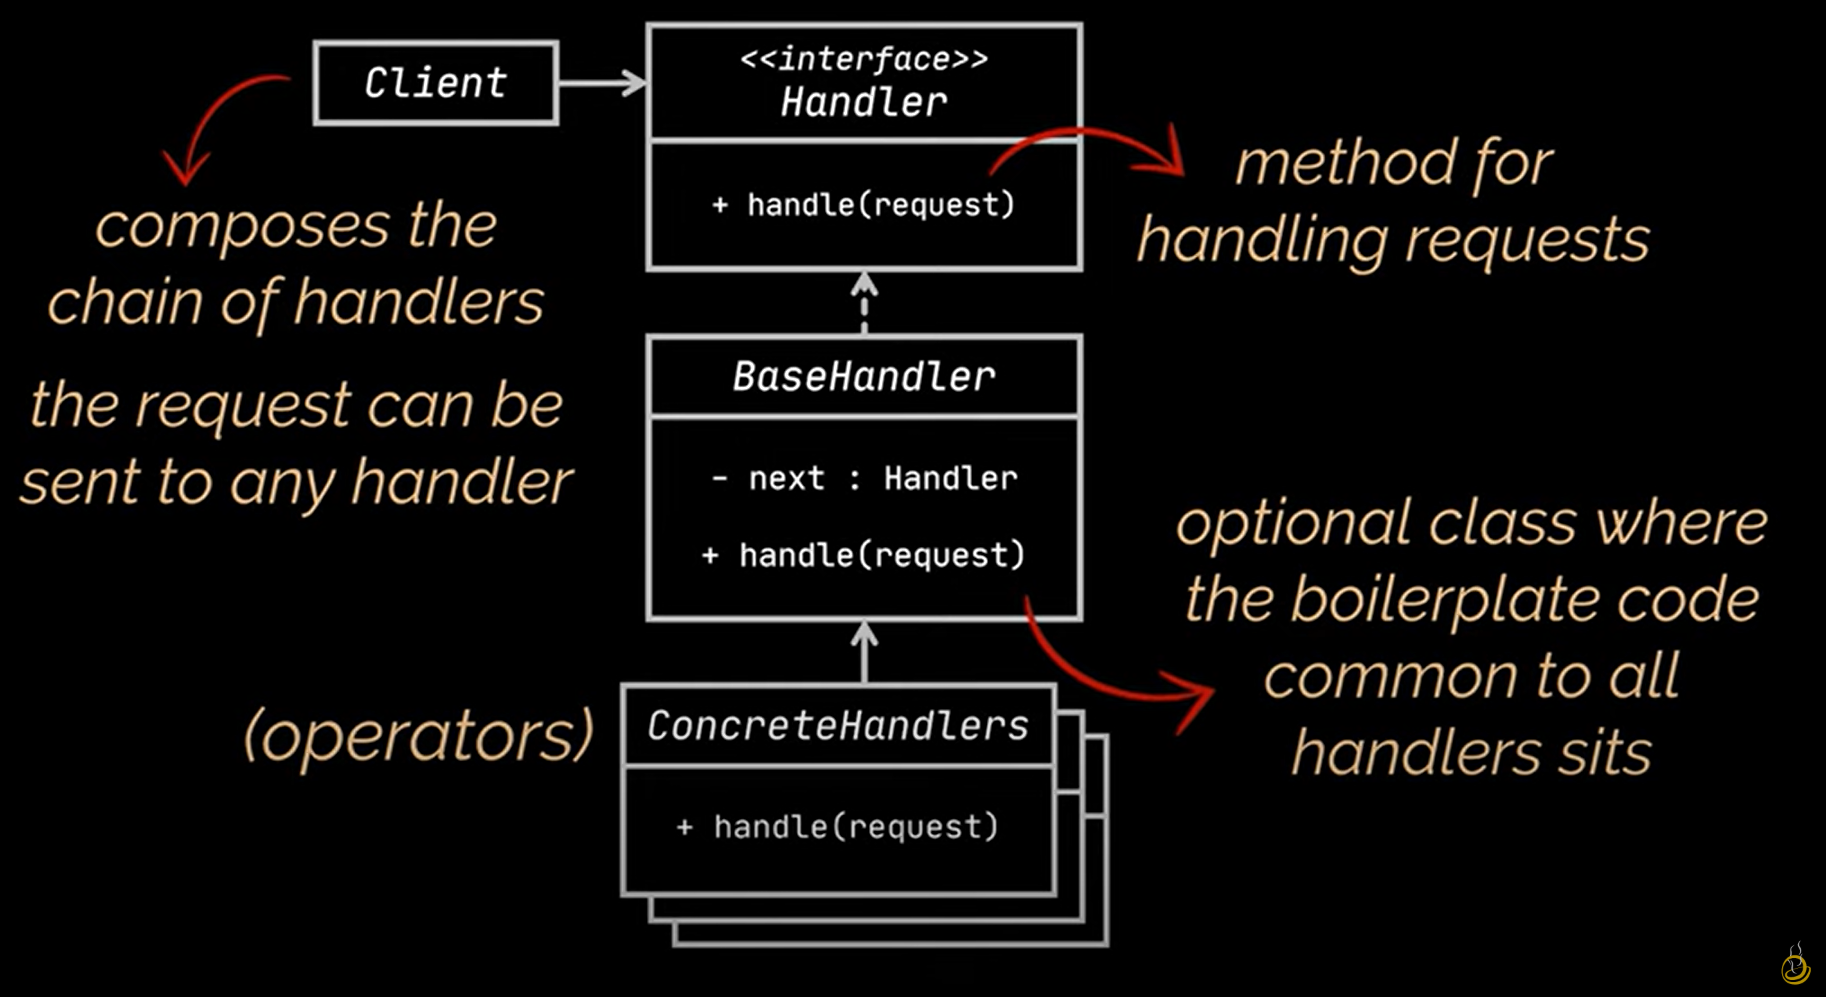 Client
<<interface>>
Handler
+ handle(request)
method for
handling requests
composes the
chain of handlers
the request can be
sent to any handler
BaseHandler
- next : Handler
+ handle(request)
optional class where
the boilerplate code
common to all
handlers sits
(operators)
ConcreteHandlers
+ handle(request)